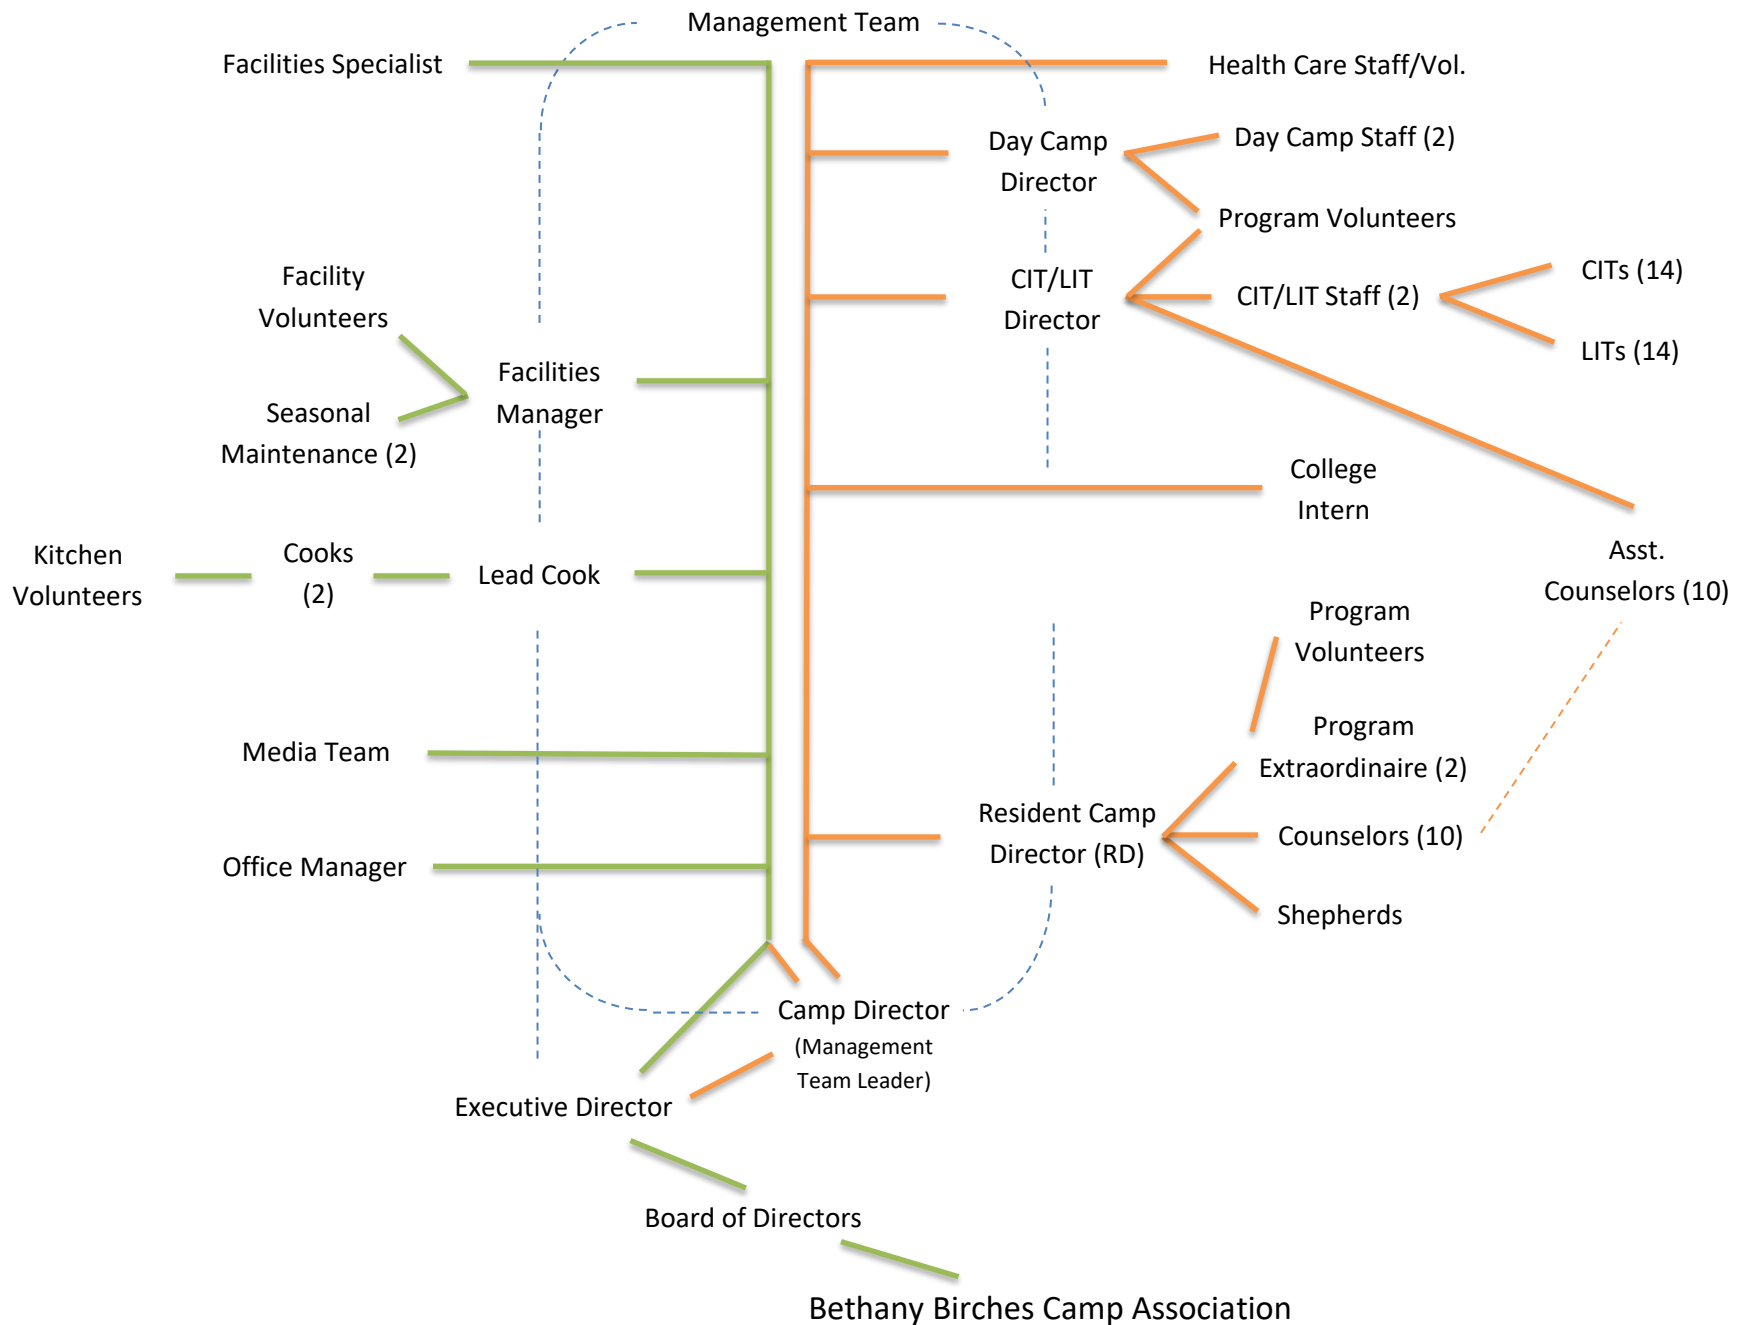 Management Team
Facilities Specialist
Health Care Staff/Vol.
Day Camp
Director
Day Camp Staff (2)
Program Volunteers
Facility
Volunteers
CIT/LIT
Director
CIT/LIT Staff (2)
CITs (14)
LITs (14)
Facilities
Manager
Seasonal
Maintenance (2)
College
Intern
Kitchen
Volunteers
Cooks
(2)
Lead Cook
Asst.
Counselors (10)
Program
Volunteers
Media Team
Program
Extraordinaire (2)
Office Manager
Resident Camp
Director (RD)
Counselors (10)
Shepherds
Camp Director
(Management
Team Leader)
Executive Director
Board of Directors
Bethany Birches Camp Association